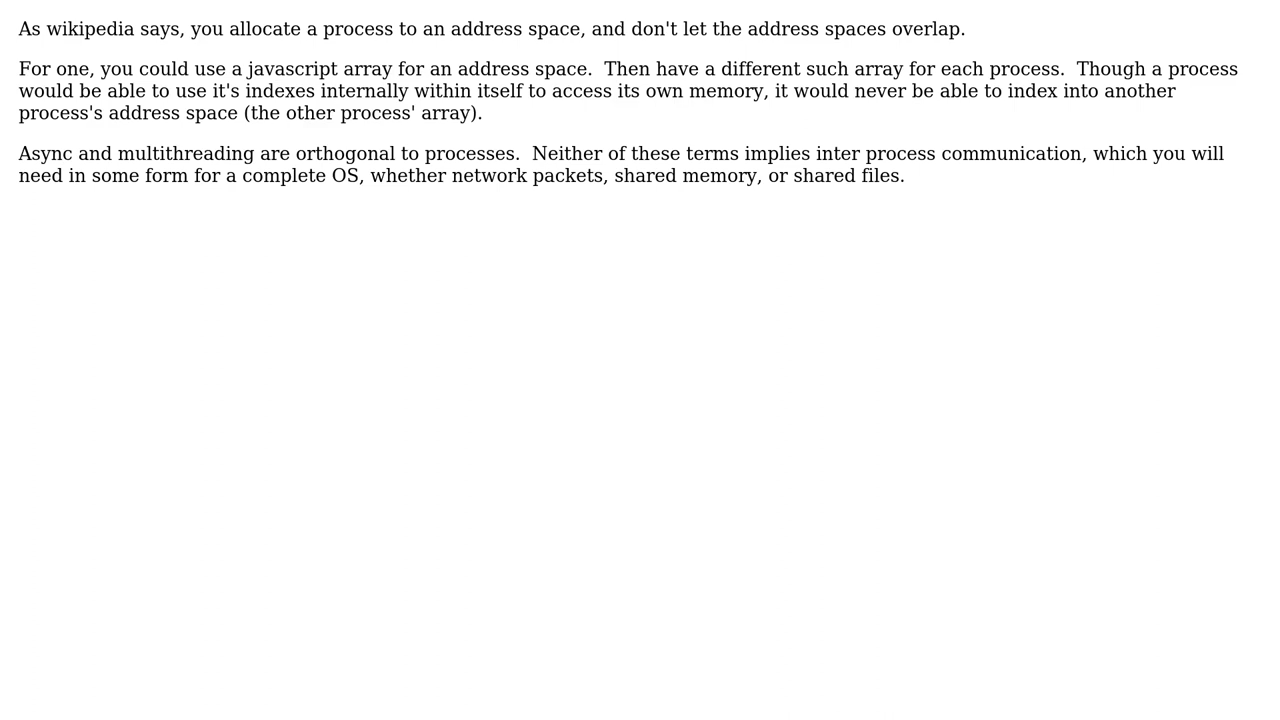 As wikipedia says, you allocate a process to an address space, and don't let the address spaces overlap.
For one, you could use a javascript array for an address space.  Then have a different such array for each process.  Though a process
would be able to use it's indexes internally within itself to access its own memory, it would never be able to index into another
process's address space (the other process' array).
Async and multithreading are orthogonal to processes.  Neither of these terms implies inter process communication, which you will
need in some form for a complete OS, whether network packets, shared memory, or shared files.